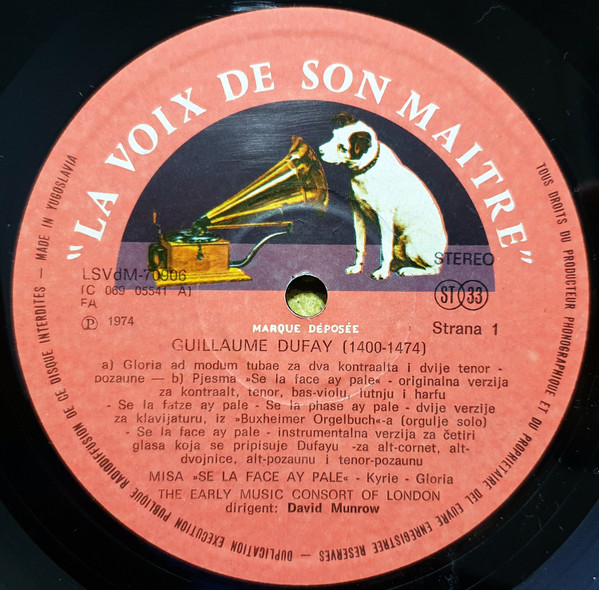 "LA VOIX DE SON MAITRE"
MADE IN YUGOSLAVIA
TOUS DROITS DU PRODUCTEUR PHONOGRAPHIQUE ET DU PROPRIETAIRE DEL ŒUVRE ENREGISTREE RESERVES – DUPLICATION EXECUTION PUBLIQUE RADIODIFFUSION DE CE DISQUE INTERDITES –
LSVdM-70906
(C 069 05541 A)
FA
Ⓟ 1974
STEREO
ST 33
Strana 1
MARQUE DÉPOSÉE
GUILLAUME DUFAY (1400-1474)
a) Gloria ad modum tubae za dva kontraalta i dvije tenor -
pozaune — b) Pjesma »Se la face ay pale« - originalna verzija
za kontraalt, tenor, bas-violu, lutnju i harfu
- Se la fatze ay pale - Se la phase ay pale - dvije verzije
za klavijaturu, iz »Buxheimer Orgelbuch«-a (orgulje solo)
- Se la face ay pale - instrumentalna verzija za četiri
glasa koja se pripisuje Dufayu -za alt-cornet, alt-
dvojnice, alt-pozaunu i tenor-pozaunu
MISA »SE LA FACE AY PALE« - Kyrie - Gloria
THE EARLY MUSIC CONSORT OF LONDON
dirigent: David Munrow